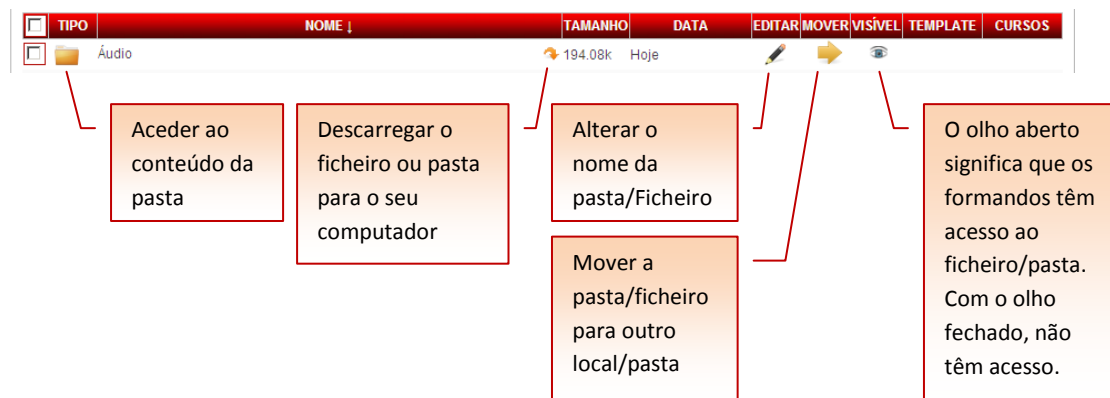 TIPO NOME ↓ TAMANHO DATA EDITAR MOVER VISÍVEL TEMPLATE CURSOS
Áudio 194.08k Hoje
Aceder ao
conteúdo da
pasta
Descarregar o
ficheiro ou pasta
para o seu
computador
Alterar o
nome da
pasta/Ficheiro
Mover a
pasta/ficheiro
para outro
local/pasta
O olho aberto
significa que os
formandos têm
acesso ao
ficheiro/pasta.
Com o olho
fechado, não
têm acesso.